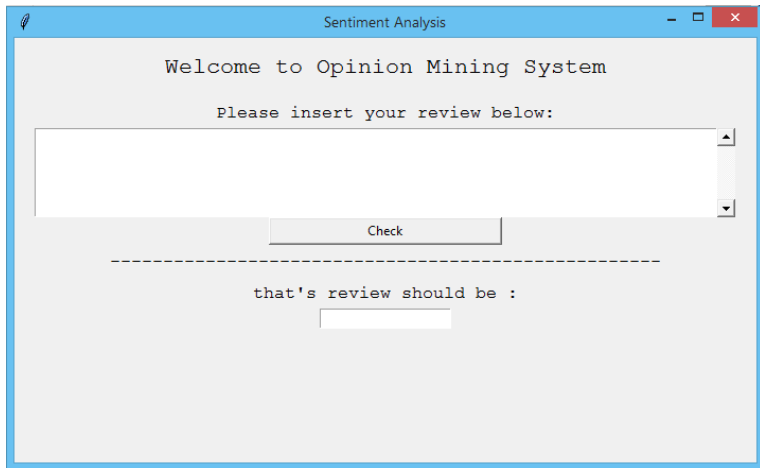 Sentiment Analysis
Welcome to Opinion Mining System
Please insert your review below:
Check
----------------------------------------------------
that's review should be :